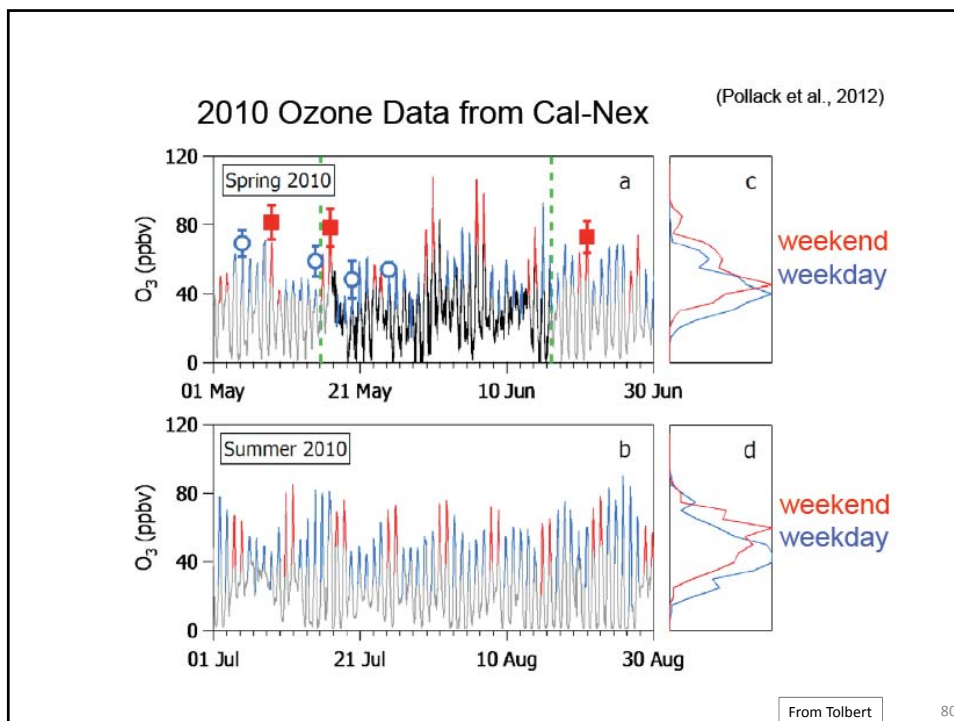 2010 Ozone Data from Cal-Nex
(Pollack et al., 2012)
120
80
40
0
O3 (ppbv)
Spring 2010
a
c
01 May
21 May
10 Jun
30 Jun
weekend
weekday
120
80
40
0
O3 (ppbv)
Summer 2010
b
d
01 Jul
21 Jul
10 Aug
30 Aug
weekend
weekday
From Tolbert
80